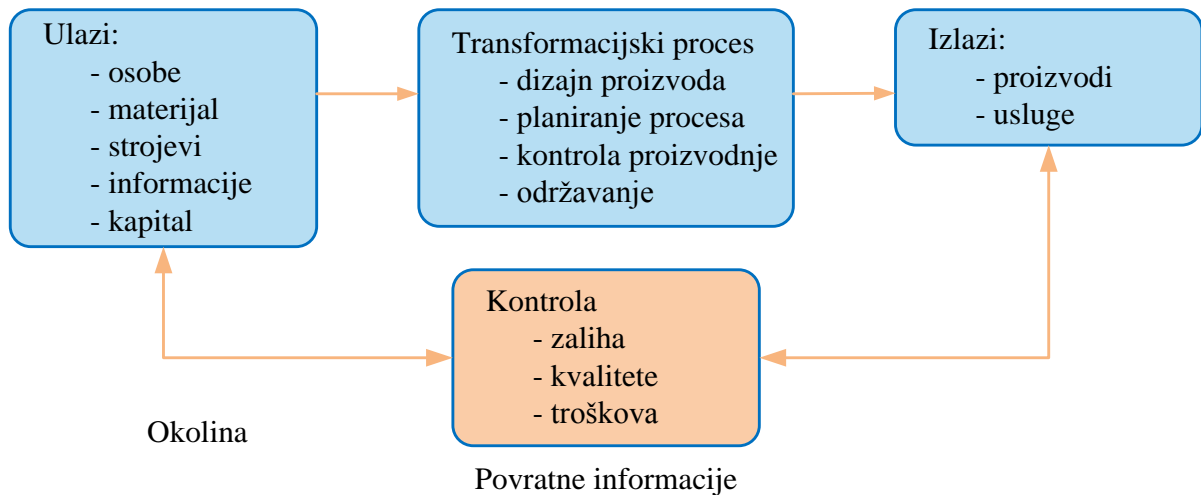 Ulazi:
- osobe
- materijal
- strojevi
- informacije
- kapital
Transformacijski proces
- dizajn proizvoda
- planiranje procesa
- kontrola proizvodnje
- održavanje
Izlazi:
- proizvodi
- usluge
Kontrola
- zaliha
- kvalitete
- troškova
Okolina
Povratne informacije